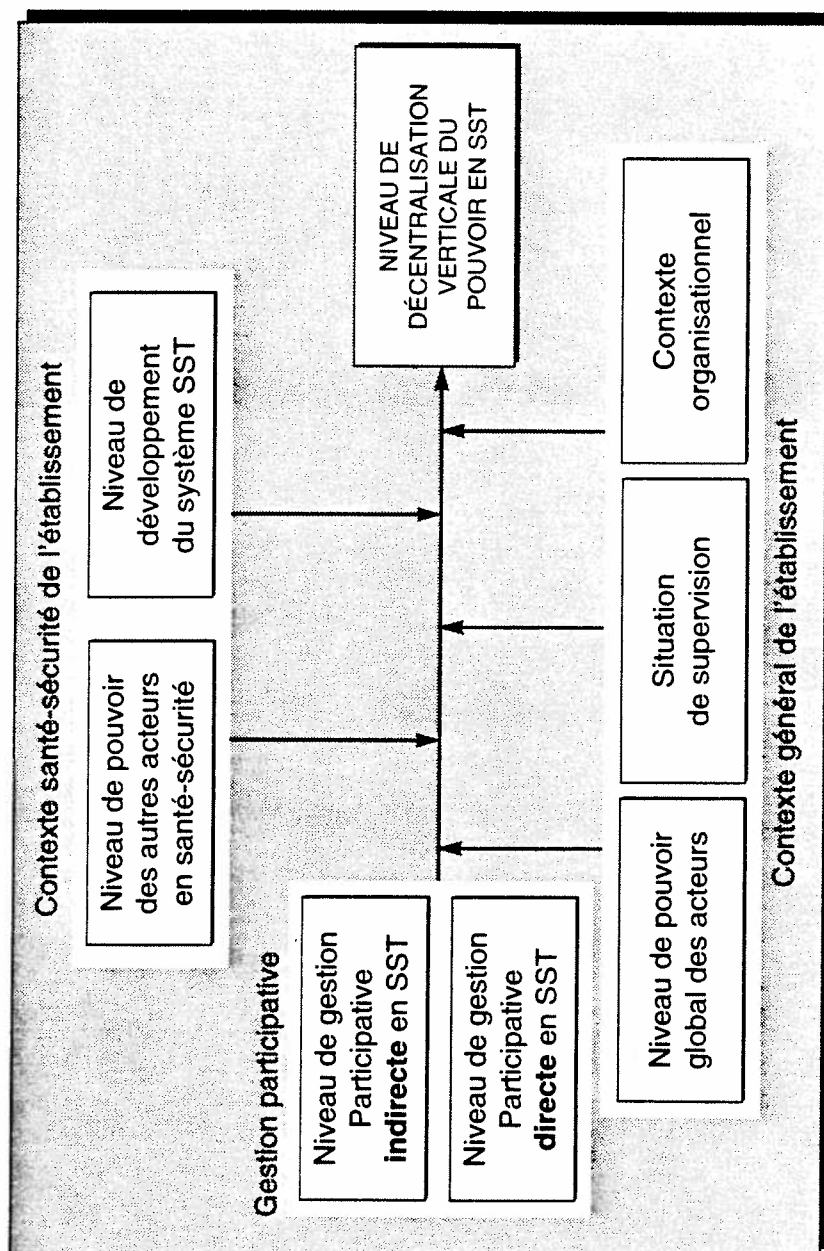 Contexte santé-sécurité de l'établissement
Niveau de pouvoir
des autres acteurs
en santé-sécurité
Niveau de
développement
du système SST
Gestion participative
Niveau de gestion
Participative
indirecte en SST
Niveau de gestion
Participative
directe en SST
NIVEAU DE
DÉCENTRALISATION
VERTICALE DU
POUVOIR EN SST
Niveau de pouvoir
global des acteurs
Situation
de supervision
Contexte
organisationnel
Contexte général de l'établissement